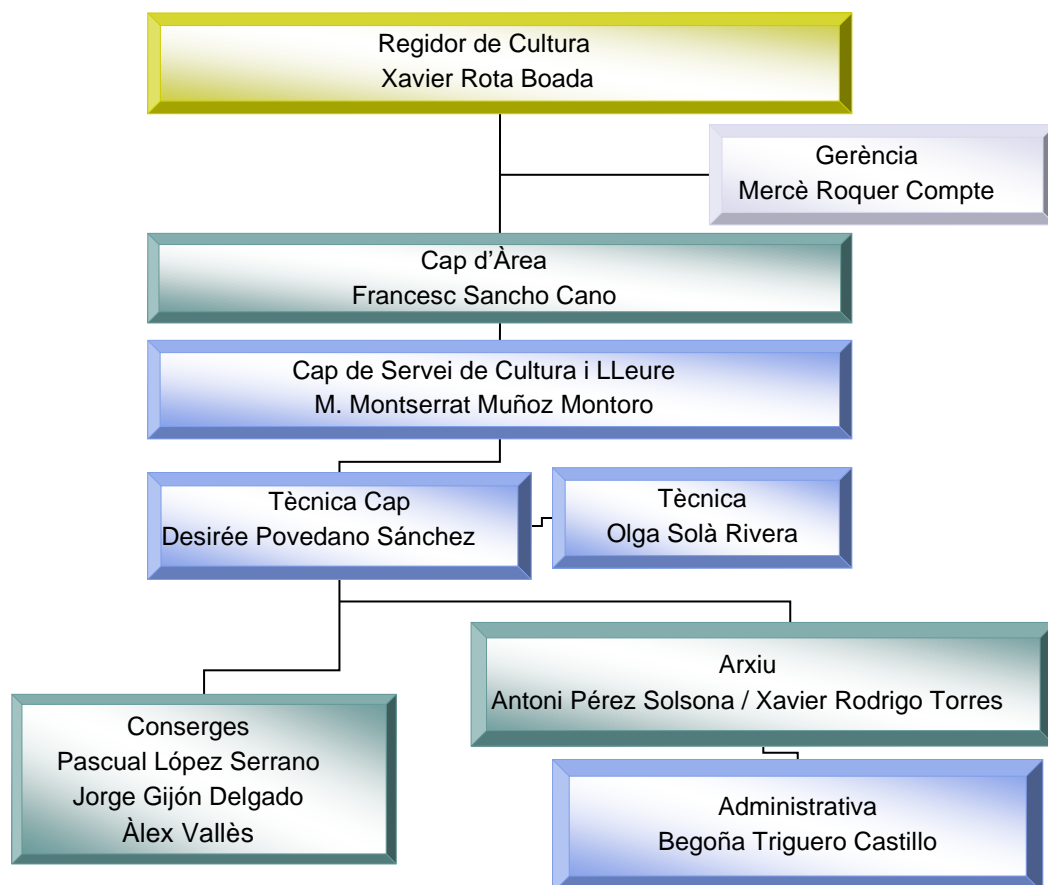 Regidor de Cultura
Xavier Rota Boada
Gerència
Mercè Roquer Compte
Cap d’Àrea
Francesc Sancho Cano
Cap de Servei de Cultura i LLeure
M. Montserrat Muñoz Montoro
Tècnica Cap
Desirée Povedano Sánchez
Tècnica
Olga Solà Rivera
Arxiu
Antoni Pérez Solsona / Xavier Rodrigo Torres
Conserges
Pascual López Serrano
Jorge Gijón Delgado
Àlex Vallès
Administrativa
Begoña Triguero Castillo